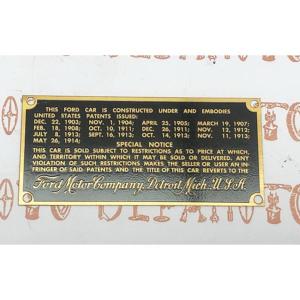 THIS FORD CAR IS CONSTRUCTED UNDER AND EMBODIES
UNITED STATES PATENTS ISSUED:
DEC. 22, 1903; NOV. 1, 1904; APRIL 25, 1905; MARCH 19, 1907;
FEB. 18, 1908; OCT. 10, 1911; DEC. 26, 1911; NOV. 12, 1912;
JULY 8, 1913; SEPT. 16, 1913; OCT. 14, 1913; NOV. 11, 1913;
MAY 26, 1914;
SPECIAL NOTICE
THIS CAR IS SOLD SUBJECT TO RESTRICTIONS AS TO PRICE AT WHICH,
AND TERRITORY WITHIN WHICH IT MAY BE SOLD OR DELIVERED. ANY
VIOLATION OF SUCH RESTRICTIONS MAKES THE SELLER OR USER AN IN-
FRINGER OF SAID PATENTS AND THE TITLE OF THIS CAR REVERTS TO THE
Ford Motor Company, Detroit, Mich. U.S.A.